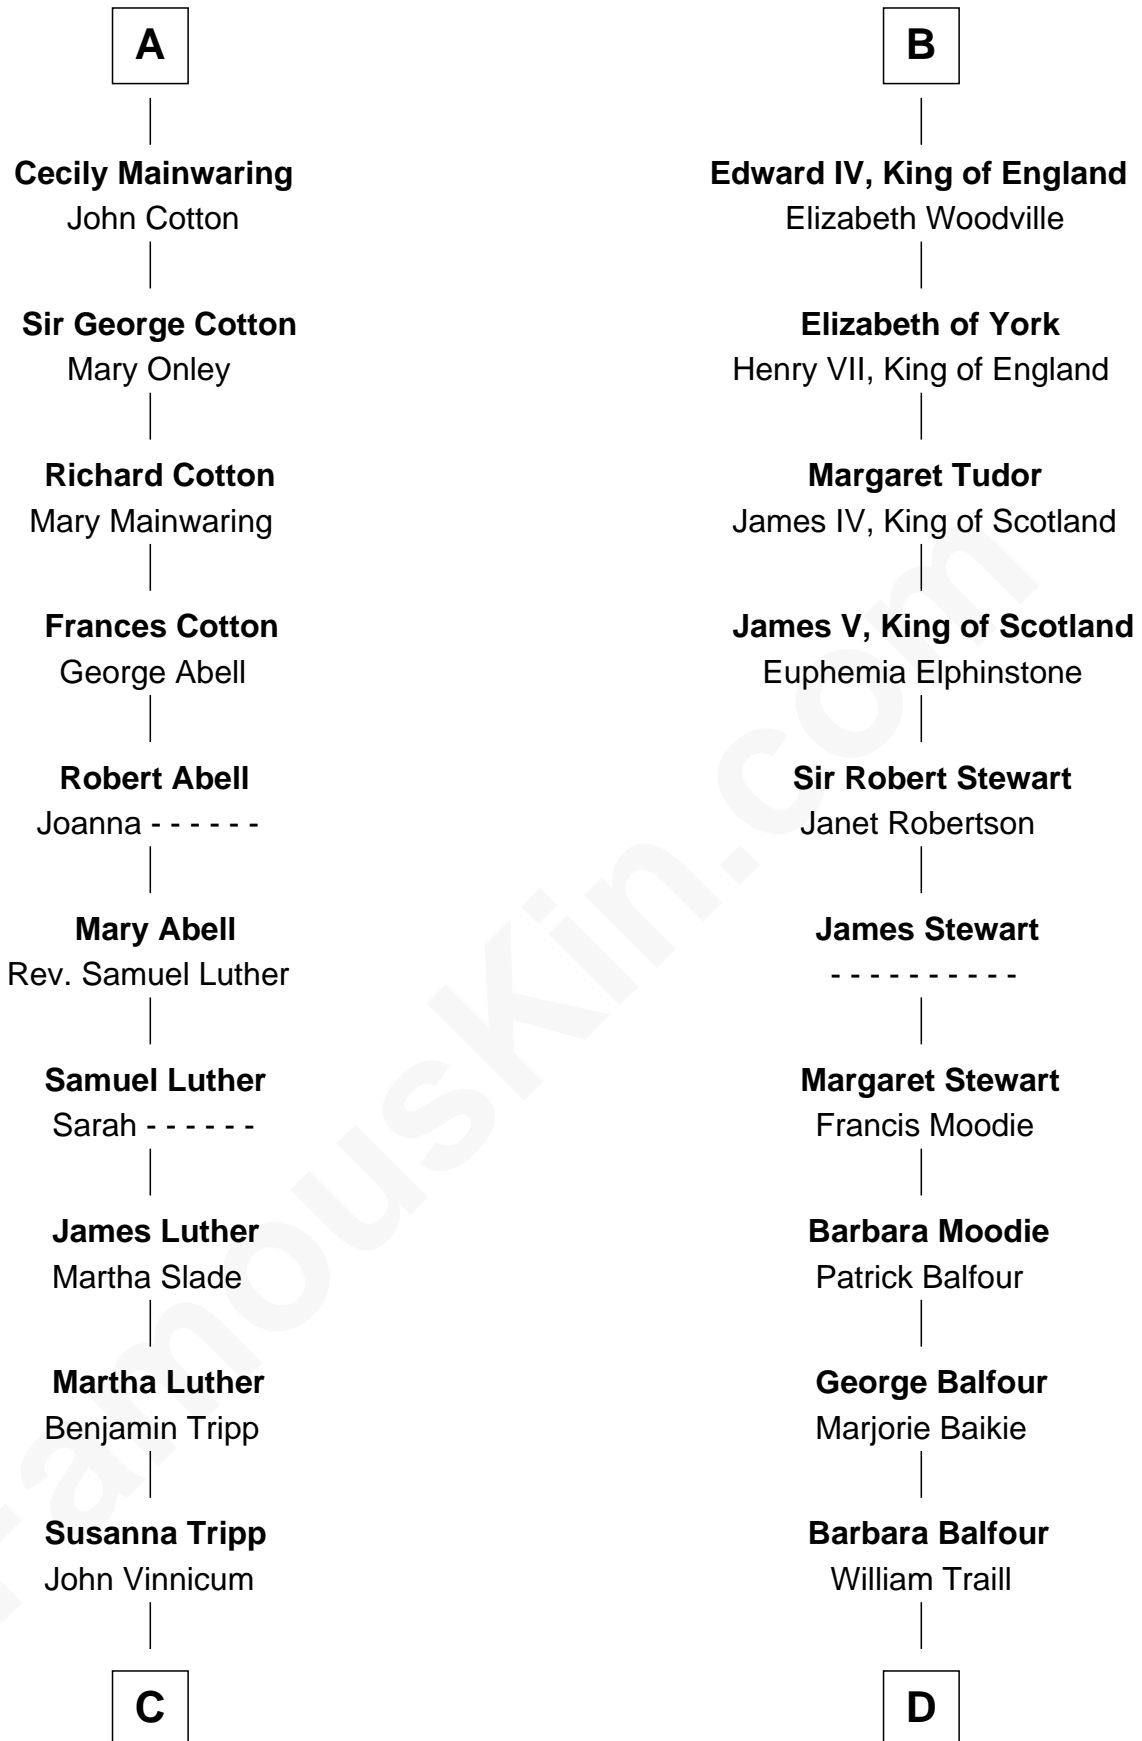 A
Cecily Mainwaring
John Cotton
Sir George Cotton
Mary Onley
Richard Cotton
Mary Mainwaring
Frances Cotton
George Abell
Robert Abell
Joanna - - - - - -
Mary Abell
Rev. Samuel Luther
Samuel Luther
Sarah - - - - - -
James Luther
Martha Slade
Martha Luther
Benjamin Tripp
Susanna Tripp
John Vinnicum
C
B
Edward IV, King of England
Elizabeth Woodville
Elizabeth of York
Henry VII, King of England
Margaret Tudor
James IV, King of Scotland
James V, King of Scotland
Euphemia Elphinstone
Sir Robert Stewart
Janet Robertson
James Stewart
- - - - - - - - - -
Margaret Stewart
Francis Moodie
Barbara Moodie
Patrick Balfour
George Balfour
Marjorie Baikie
Barbara Balfour
William Traill
D
FamousKin.com